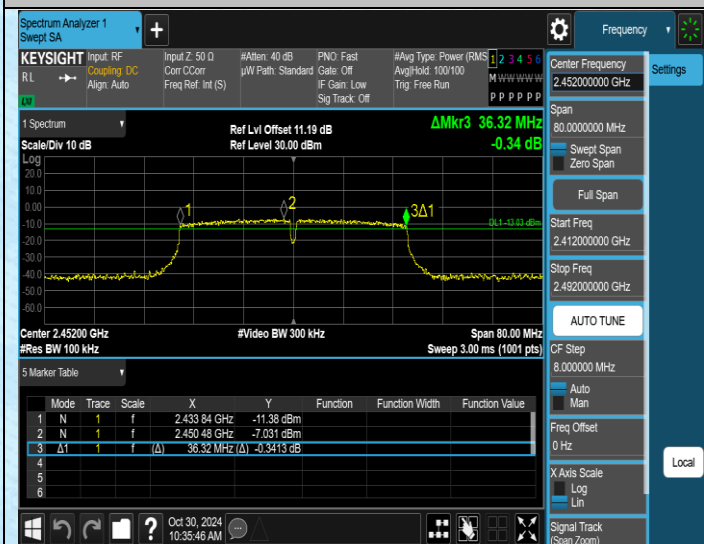 Spectrum Analyzer 1
Swept SA
Frequency
KEYSIGHT
RL
LXI
Input: RF
Coupling: DC
Align: Auto
Input Z: 50 Ω
Corr CCorr
Freq Ref: Int (S)
#Atten: 40 dB
µW Path: Standard
PNO: Fast
Gate: Off
IF Gain: Low
Sig Track: Off
#Avg Type: Power (RMS
Avg|Hold: 100/100
Trig: Free Run
1 2 3 4 5 6
M W W W W W
P P P P P P
1 Spectrum
Scale/Div 10 dB
Ref Lvl Offset 11.19 dB
Ref Level 30.00 dBm
ΔMkr3 36.32 MHz
-0.34 dB
Log
20.0
10.0
0.00
-10.0
-20.0
-30.0
-40.0
-50.0
-60.0
1
2
3Δ1
DL1 -13.03 dBm
Center 2.45200 GHz
#Res BW 100 kHz
#Video BW 300 kHz
Span 80.00 MHz
Sweep 3.00 ms (1001 pts)
5 Marker Table
Mode Trace Scale X Y Function Function Width Function Value
1 N 1 f 2.433 84 GHz -11.38 dBm
2 N 1 f 2.450 48 GHz -7.031 dBm
3 Δ1 1 f (Δ) 36.32 MHz (Δ) -0.3413 dB
4
5
6
?
Oct 30, 2024
10:35:46 AM
Center Frequency
2.452000000 GHz
Settings
Span
80.0000000 MHz
Swept Span
Zero Span
Full Span
Start Freq
2.412000000 GHz
Stop Freq
2.492000000 GHz
AUTO TUNE
CF Step
8.000000 MHz
Auto
Man
Freq Offset
0 Hz
X Axis Scale
Log
Lin
Local
Signal Track
(Span Zoom)